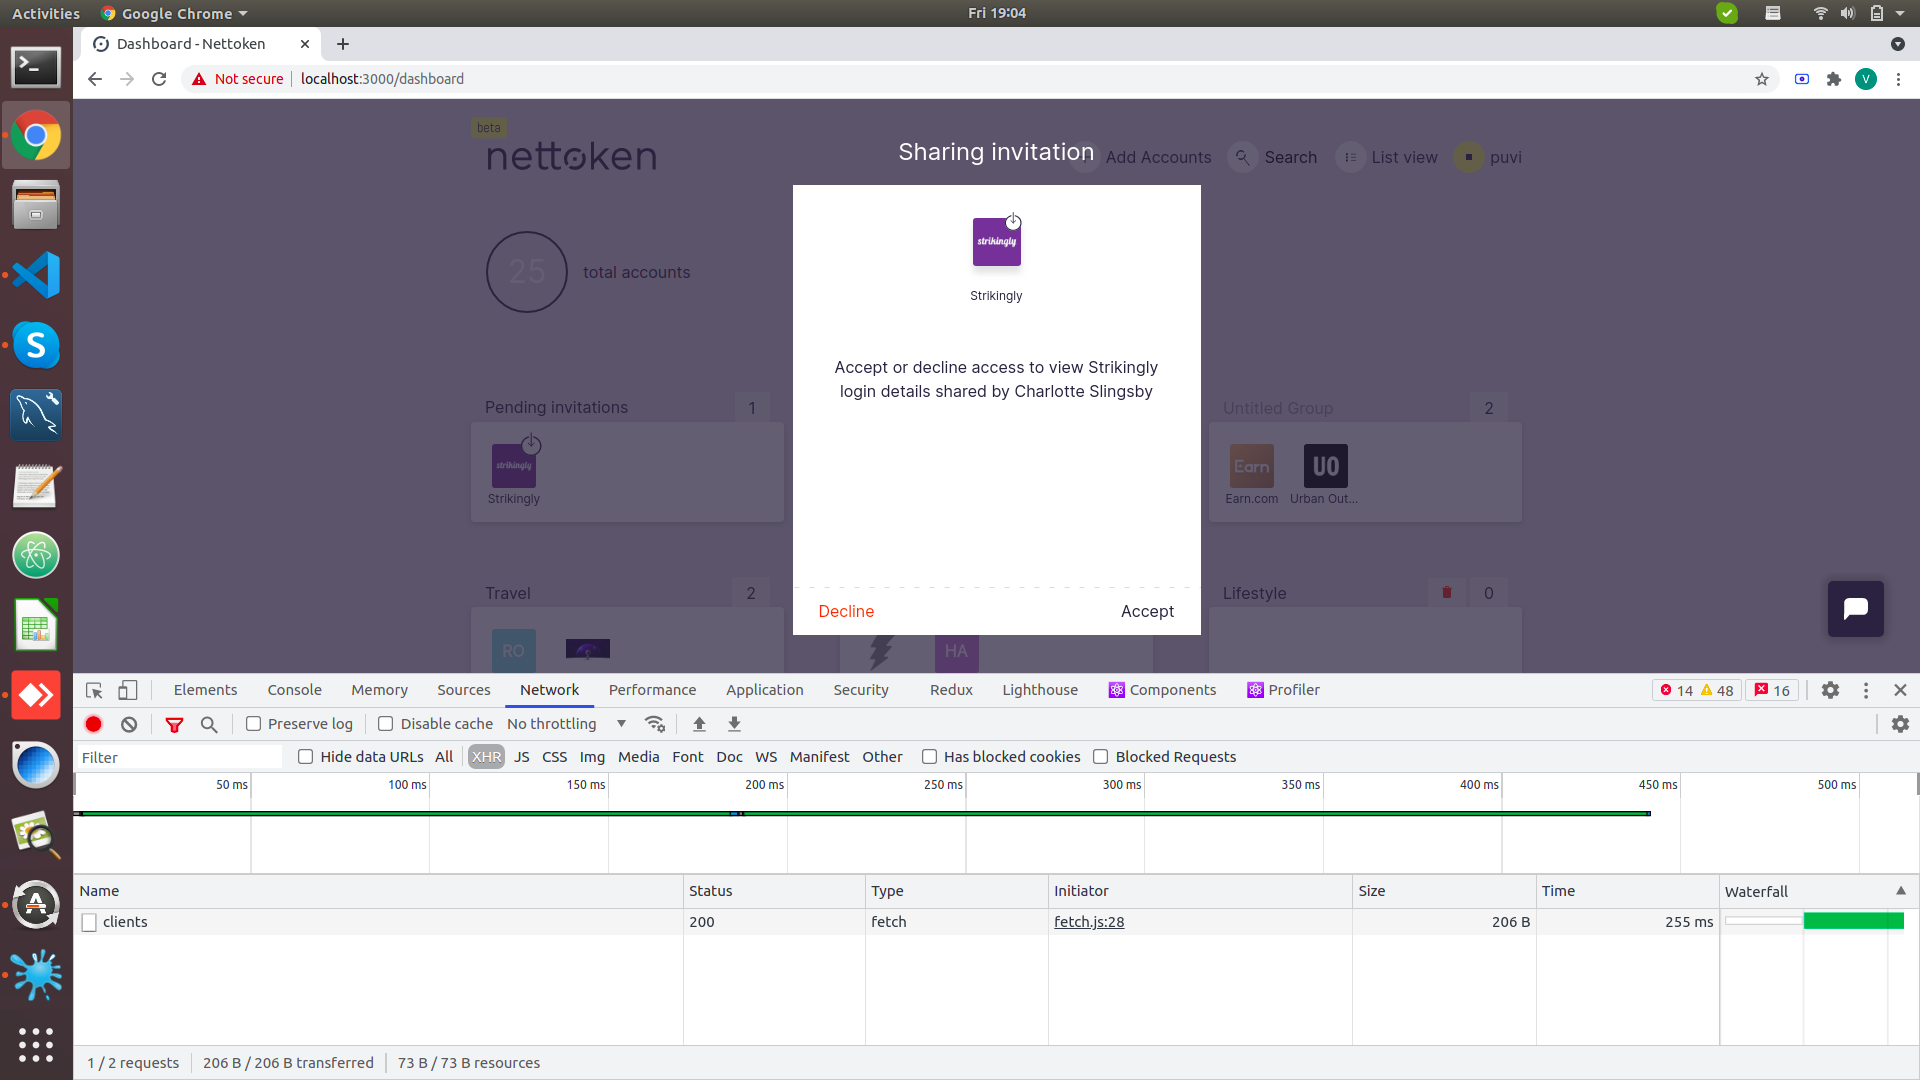 Activities
Google Chrome
Fri 19:04
Dashboard - Nettoken
Not secure
localhost:3000/dashboard
V
beta
nettoken
Sharing invitation
Add Accounts
Search
List view
puvi
25
total accounts
strikingly
Strikingly
Accept or decline access to view Strikingly
login details shared by Charlotte Slingsby
Decline
Accept
Pending invitations
1
strikingly
Strikingly
Untitled Group
2
Earn
UO
Earn.com
Urban Out...
Travel
2
RO
HA
Lifestyle
0
Elements
Console
Memory
Sources
Network
Performance
Application
Security
Redux
Lighthouse
Components
Profiler
14
48
16
Preserve log
Disable cache
No throttling
Filter
Hide data URLs
All
XHR
JS
CSS
Img
Media
Font
Doc
WS
Manifest
Other
Has blocked cookies
Blocked Requests
50 ms
100 ms
150 ms
200 ms
250 ms
300 ms
350 ms
400 ms
450 ms
500 ms
Name
Status
Type
Initiator
Size
Time
Waterfall
clients
200
fetch
fetch.js:28
206 B
255 ms
1 / 2 requests
206 B / 206 B transferred
73 B / 73 B resources